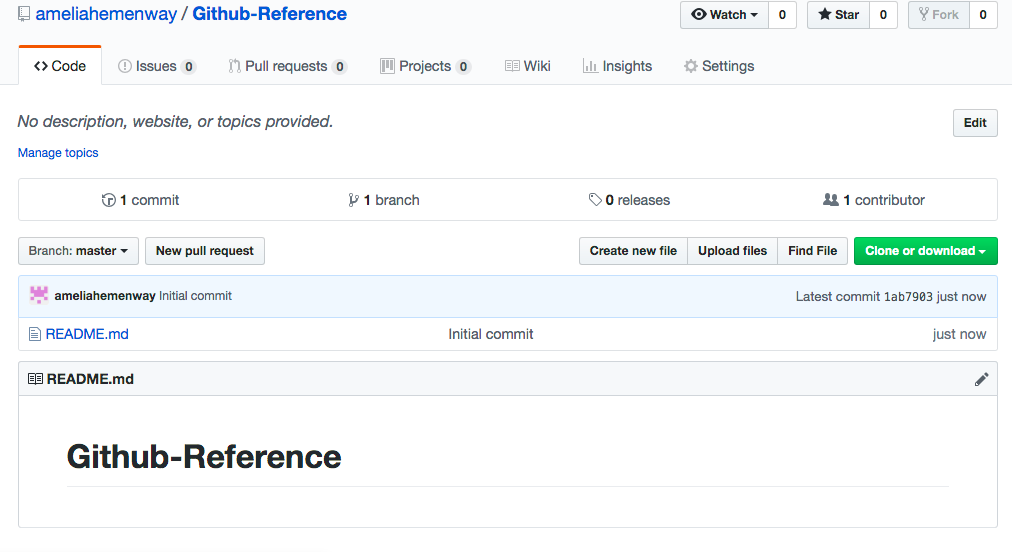 ameliahemenway / Github-Reference
Watch 0 Star 0 Fork 0
Code Issues 0 Pull requests 0 Projects 0 Wiki Insights Settings
No description, website, or topics provided. Edit
Manage topics
1 commit 1 branch 0 releases 1 contributor
Branch: master New pull request Create new file Upload files Find File Clone or download
ameliahemenway Initial commit Latest commit 1ab7903 just now
README.md Initial commit just now
README.md
Github-Reference